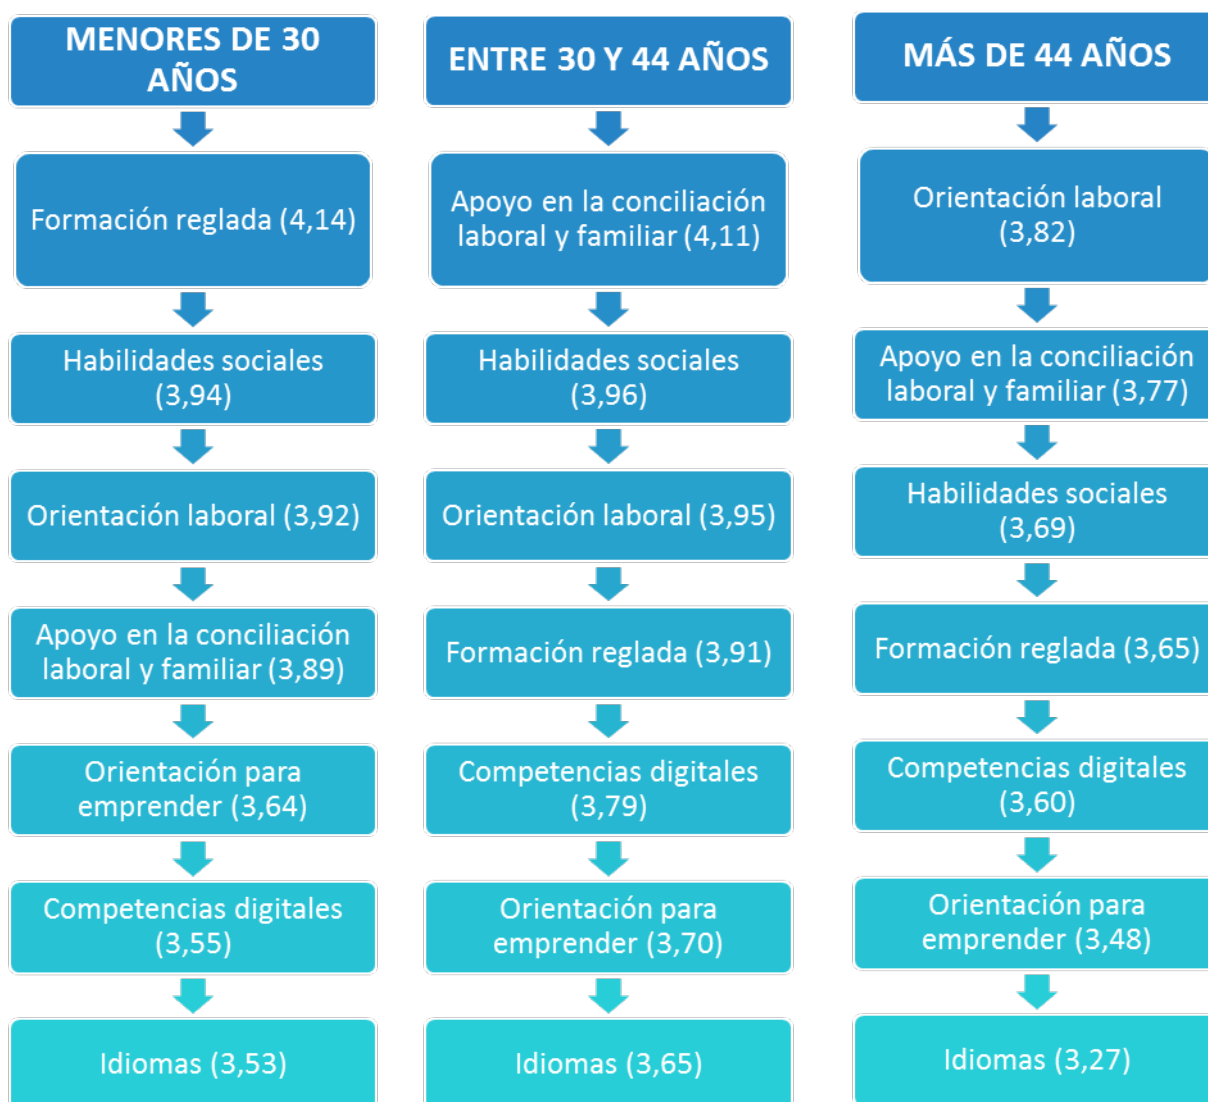 MENORES DE 30
AÑOS
Formación reglada (4,14)
Habilidades sociales
(3,94)
Orientación laboral (3,92)
Apoyo en la conciliación
laboral y familiar (3,89)
Orientación para
emprender (3,64)
Competencias digitales
(3,55)
Idiomas (3,53)
ENTRE 30 Y 44 AÑOS
Apoyo en la conciliación
laboral y familiar (4,11)
Habilidades sociales
(3,96)
Orientación laboral (3,95)
Formación reglada (3,91)
Competencias digitales
(3,79)
Orientación para
emprender (3,70)
Idiomas (3,65)
MÁS DE 44 AÑOS
Orientación laboral
(3,82)
Apoyo en la conciliación
laboral y familiar (3,77)
Habilidades sociales
(3,69)
Formación reglada (3,65)
Competencias digitales
(3,60)
Orientación para
emprender (3,48)
Idiomas (3,27)